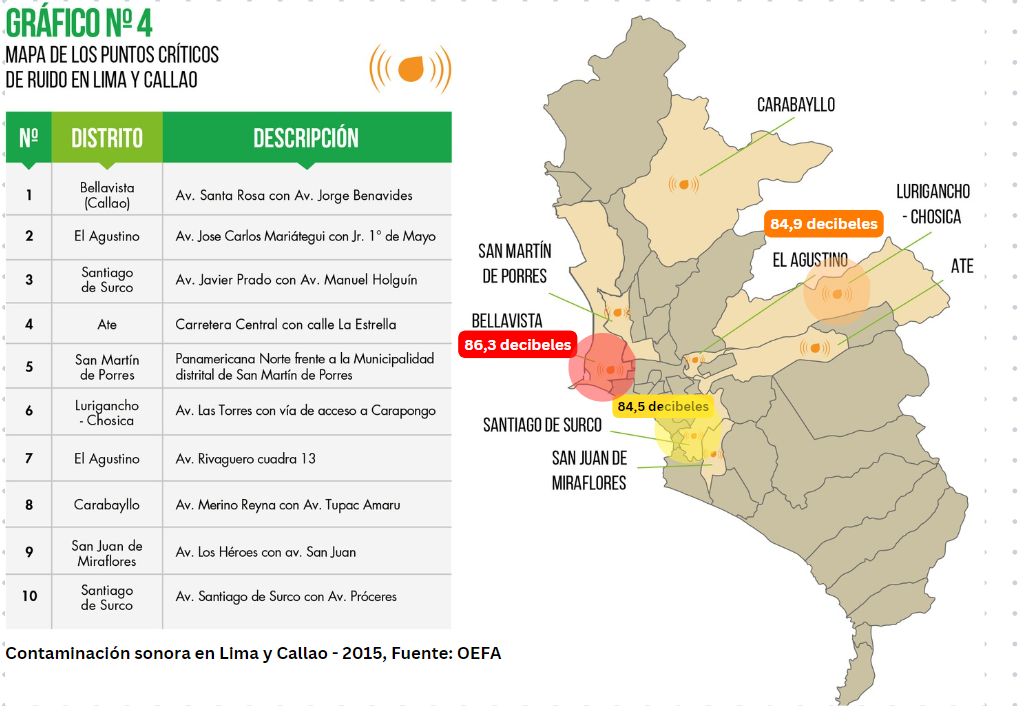 GRÁFICO Nº 4
MAPA DE LOS PUNTOS CRÍTICOS
DE RUIDO EN LIMA Y CALLAO
Nº DISTRITO DESCRIPCIÓN
1 Bellavista (Callao) Av. Santa Rosa con Av. Jorge Benavides
2 El Agustino Av. Jose Carlos Mariátegui con Jr. 1° de Mayo
3 Santiago de Surco Av. Javier Prado con Av. Manuel Holguín
4 Ate Carretera Central con calle La Estrella
5 San Martín de Porres Panamericana Norte frente a la Municipalidad distrital de San Martín de Porres
6 Lurigancho - Chosica Av. Las Torres con vía de acceso a Carapongo
7 El Agustino Av. Rivaguero cuadra 13
8 Carabayllo Av. Merino Reyna con Av. Tupac Amaru
9 San Juan de Miraflores Av. Los Héroes con av. San Juan
10 Santiago de Surco Av. Santiago de Surco con Av. Próceres
Contaminación sonora en Lima y Callao - 2015, Fuente: OEFA
CARABAYLLO
LURIGANCHO
- CHOSICA
84,9 decibeles
SAN MARTÍN
DE PORRES
EL AGUSTINO
ATE
BELLAVISTA
86,3 decibeles
84,5 decibeles
SANTIAGO DE SURCO
SAN JUAN DE
MIRAFLORES